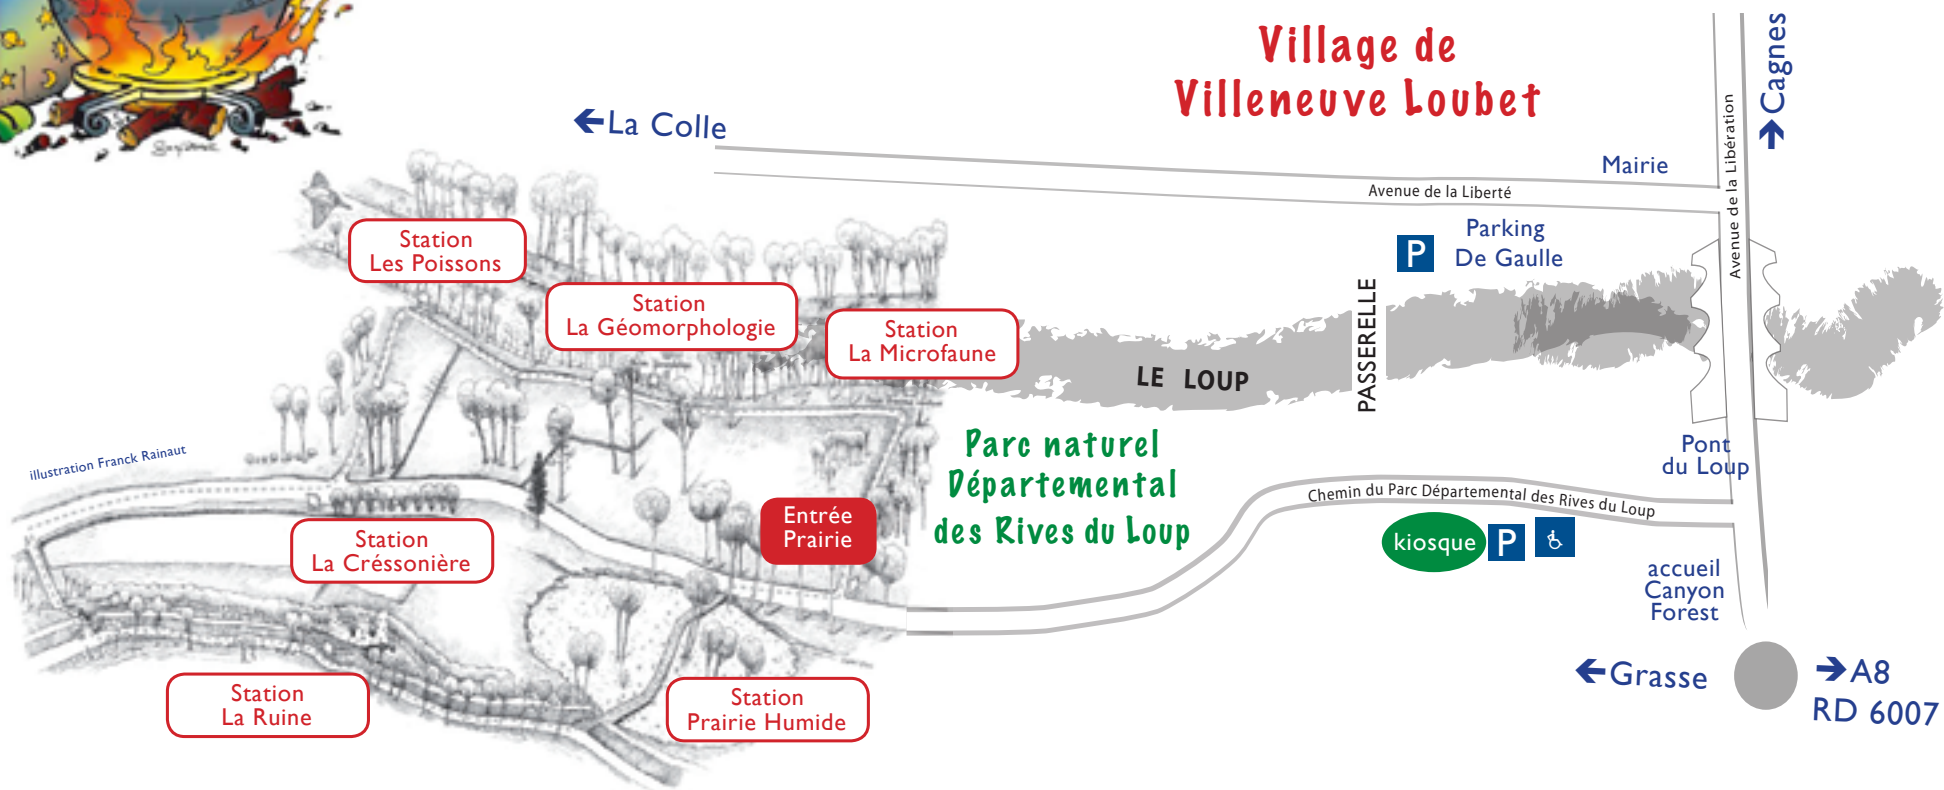 Village de
Villeneuve Loubet
Cagnes
La Colle
Mairie
Avenue de la Liberté
Avenue de la Libération
Parking
De Gaulle
P
Station
Les Poissons
Station
La Géomorphologie
Station
La Microfaune
PASSERELLE
LE LOUP
Parc naturel
Départemental
des Rives du Loup
Pont
du Loup
illustration Franck Rainaut
Chemin du Parc Départemental des Rives du Loup
Entrée
Prairie
kiosque
P
Station
La Créssonière
accueil
Canyon
Forest
Station
La Ruine
Station
Prairie Humide
Grasse
A8
RD 6007